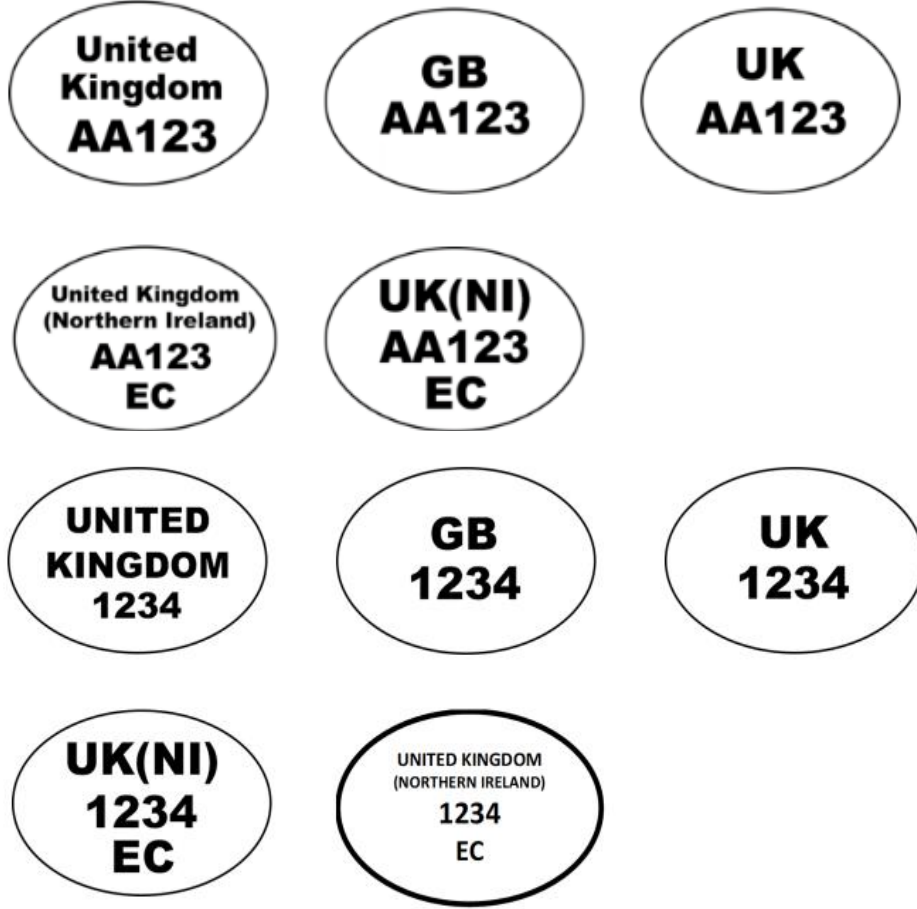 United
Kingdom
AA123
GB
AA123
UK
AA123
United Kingdom
(Northern Ireland)
AA123
EC
UK(NI)
AA123
EC
UNITED
KINGDOM
1234
GB
1234
UK
1234
UK(NI)
1234
EC
UNITED KINGDOM
(NORTHERN IRELAND)
1234
EC